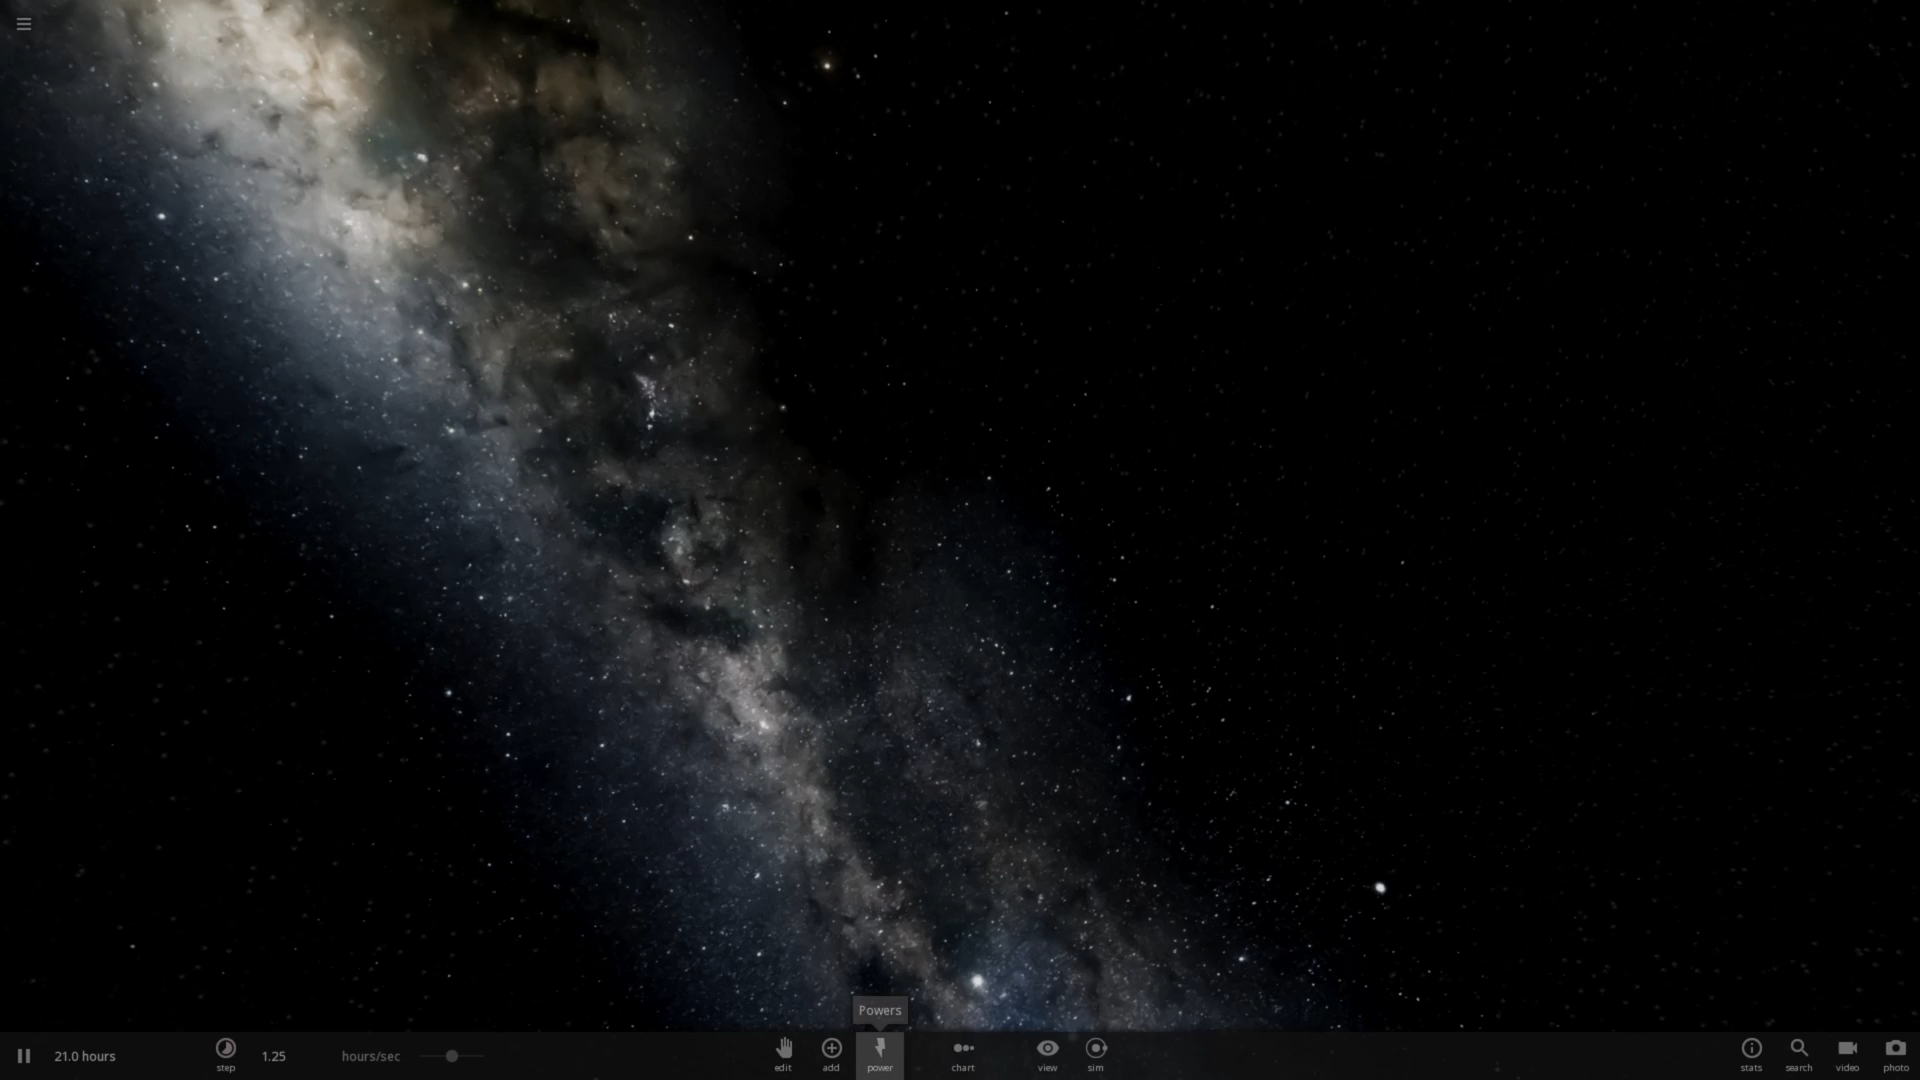 Powers
21.0 hours
step
1.25
hours/sec
edit
add
power
chart
view
sim
stats
search
video
photo